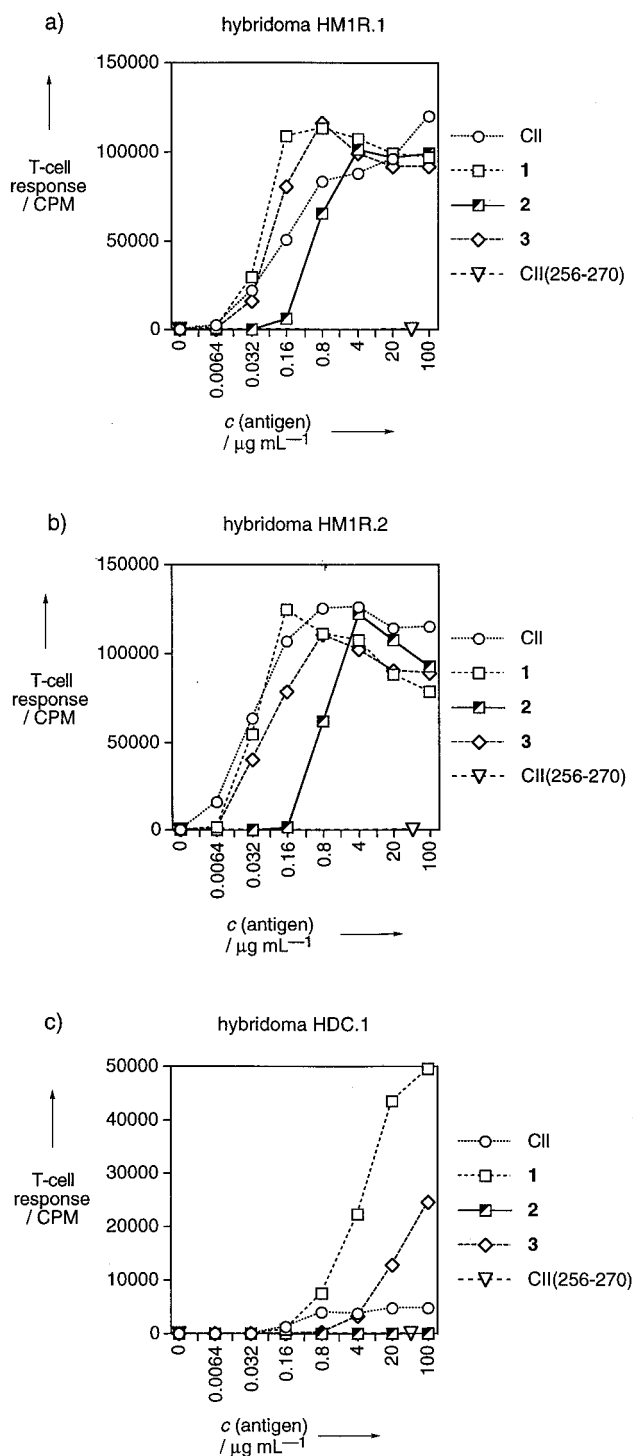 a)
hybridoma HM1R.1
150000
100000
50000
0
T-cell
response
/ CPM
0
0.0064
0.032
0.16
0.8
4
20
100
c (antigen)
/ µg mL—1
CII
1
2
3
CII(256-270)
b)
hybridoma HM1R.2
150000
100000
50000
0
T-cell
response
/ CPM
0
0.0064
0.032
0.16
0.8
4
20
100
c (antigen)
/ µg mL—1
CII
1
2
3
CII(256-270)
c)
hybridoma HDC.1
50000
40000
30000
20000
10000
0
T-cell
response
/ CPM
0
0.0064
0.032
0.16
0.8
4
20
100
c (antigen)
/ µg mL—1
CII
1
2
3
CII(256-270)